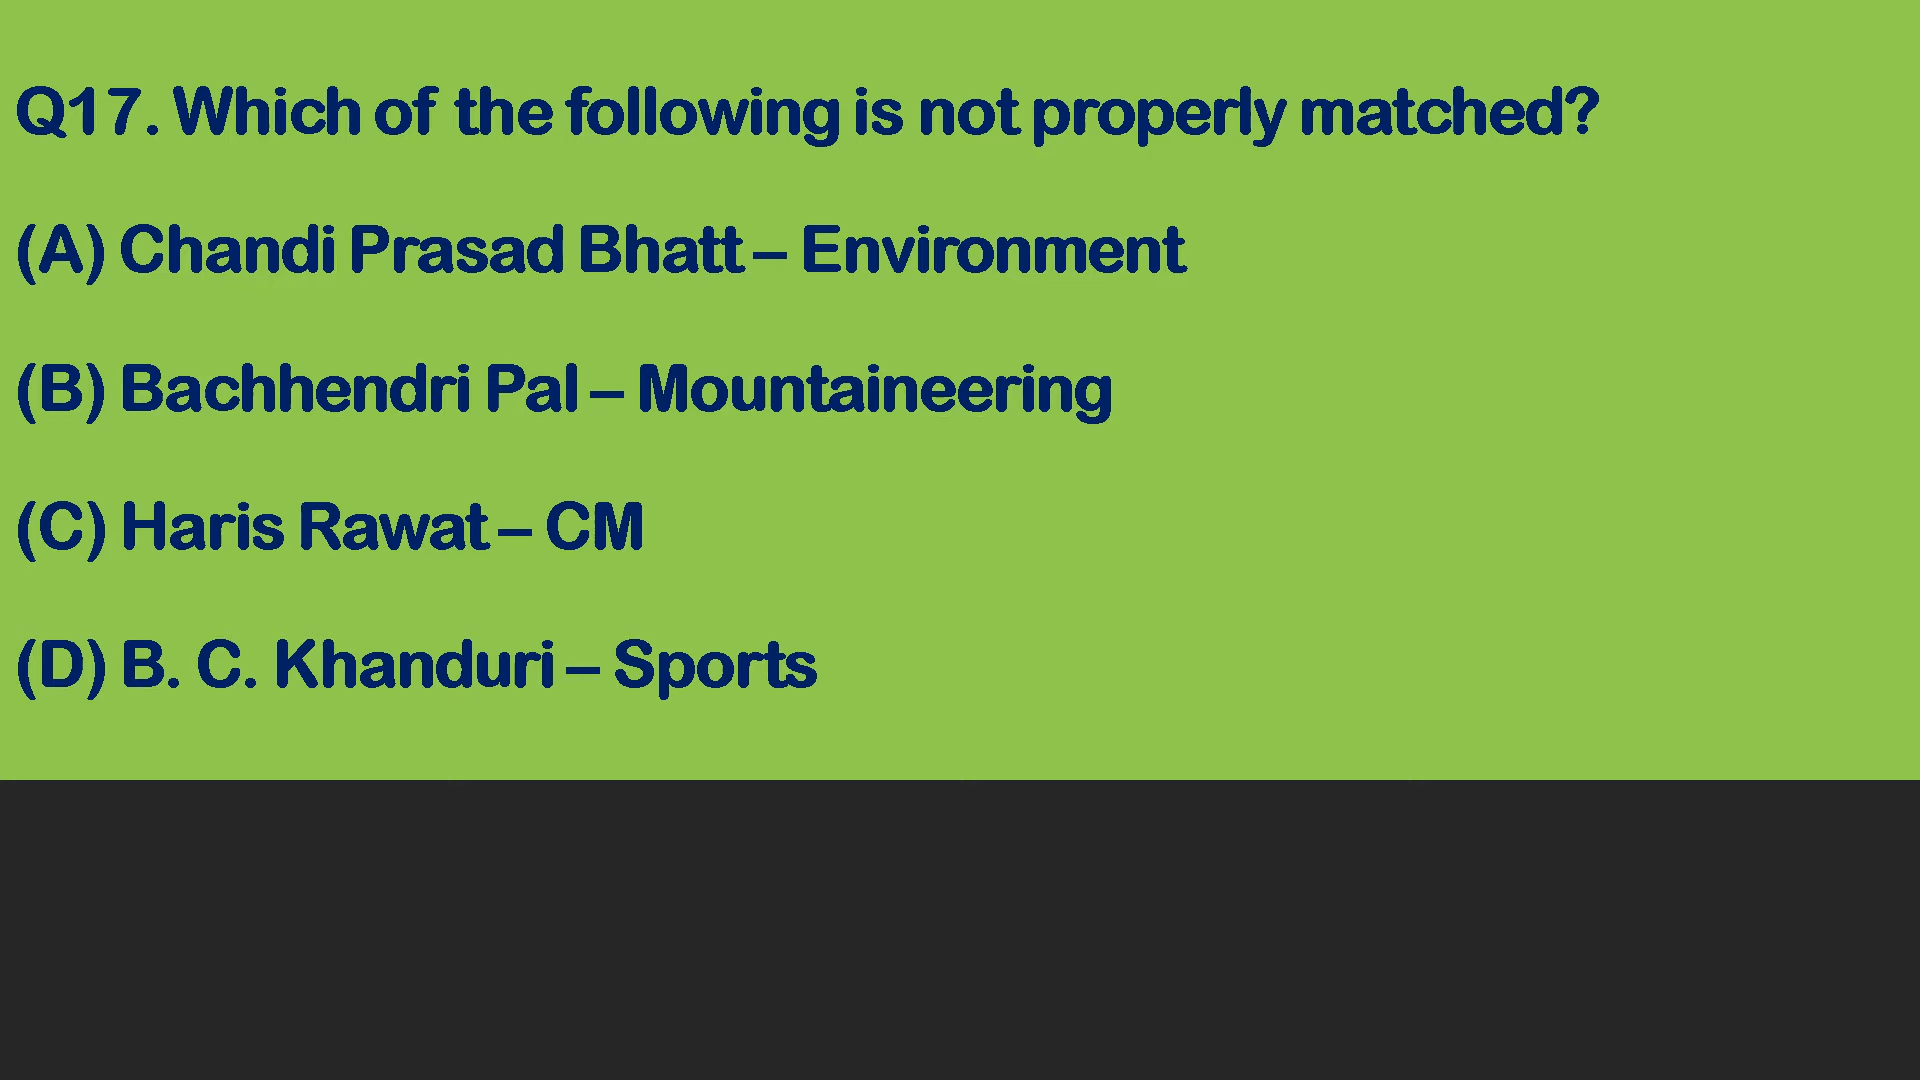 Q17. Which of the following is not properly matched?
(A) Chandi Prasad Bhatt – Environment
(B) Bachhendri Pal – Mountaineering
(C) Haris Rawat – CM
(D) B. C. Khanduri – Sports